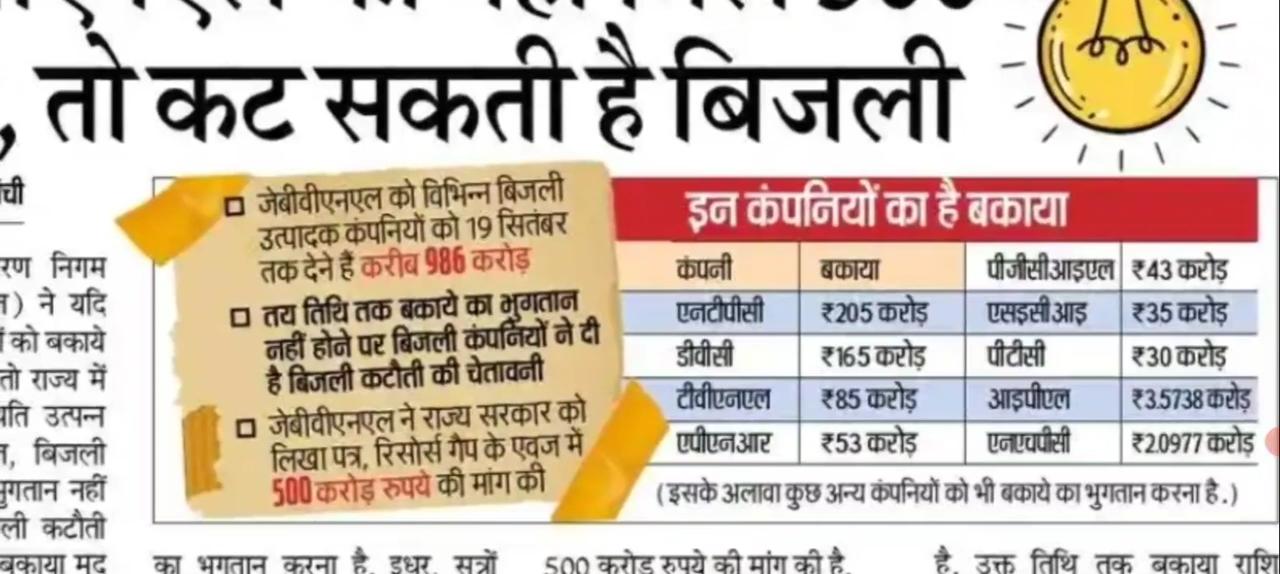 , तो कट सकती है बिजली
रण निगम
) ने यदि
को बकाये
तो राज्य में
उत्पन्न
, बिजली
भुगतान नहीं
कटौती
बकाया मद
जेबीवीएनएल को विभिन्न बिजली
उत्पादक कंपनियों को 19 सितंबर
तक देने हैं करीब 986 करोड़
तय तिथि तक बकाये का भुगतान
नहीं होने पर बिजली कंपनियों ने दी
है बिजली कटौती की चेतावनी
जेबीवीएनएल ने राज्य सरकार को
लिखा पत्र, रिसोर्स गैप के एवज में
500 करोड़ रुपये की मांग की
इन कंपनियों का है बकाया
कंपनी बकाया पीजीसीआइएल ₹43 करोड़
एनटीपीसी ₹205 करोड़ एसइसीआइ ₹35 करोड़
डीवीसी ₹165 करोड़ पीटीसी ₹30 करोड़
टीवीएनएल ₹85 करोड़ आइपीएल ₹3.5738 करोड़
एपीएनआर ₹53 करोड़ एनएचपीसी ₹2.0977 करोड़
(इसके अलावा कुछ अन्य कंपनियों को भी बकाये का भुगतान करना है.)
का भुगतान करना है. इधर, सूत्रों
500 करोड़ रुपये की मांग की है.
है. उक्त तिथि तक बकाया राशि